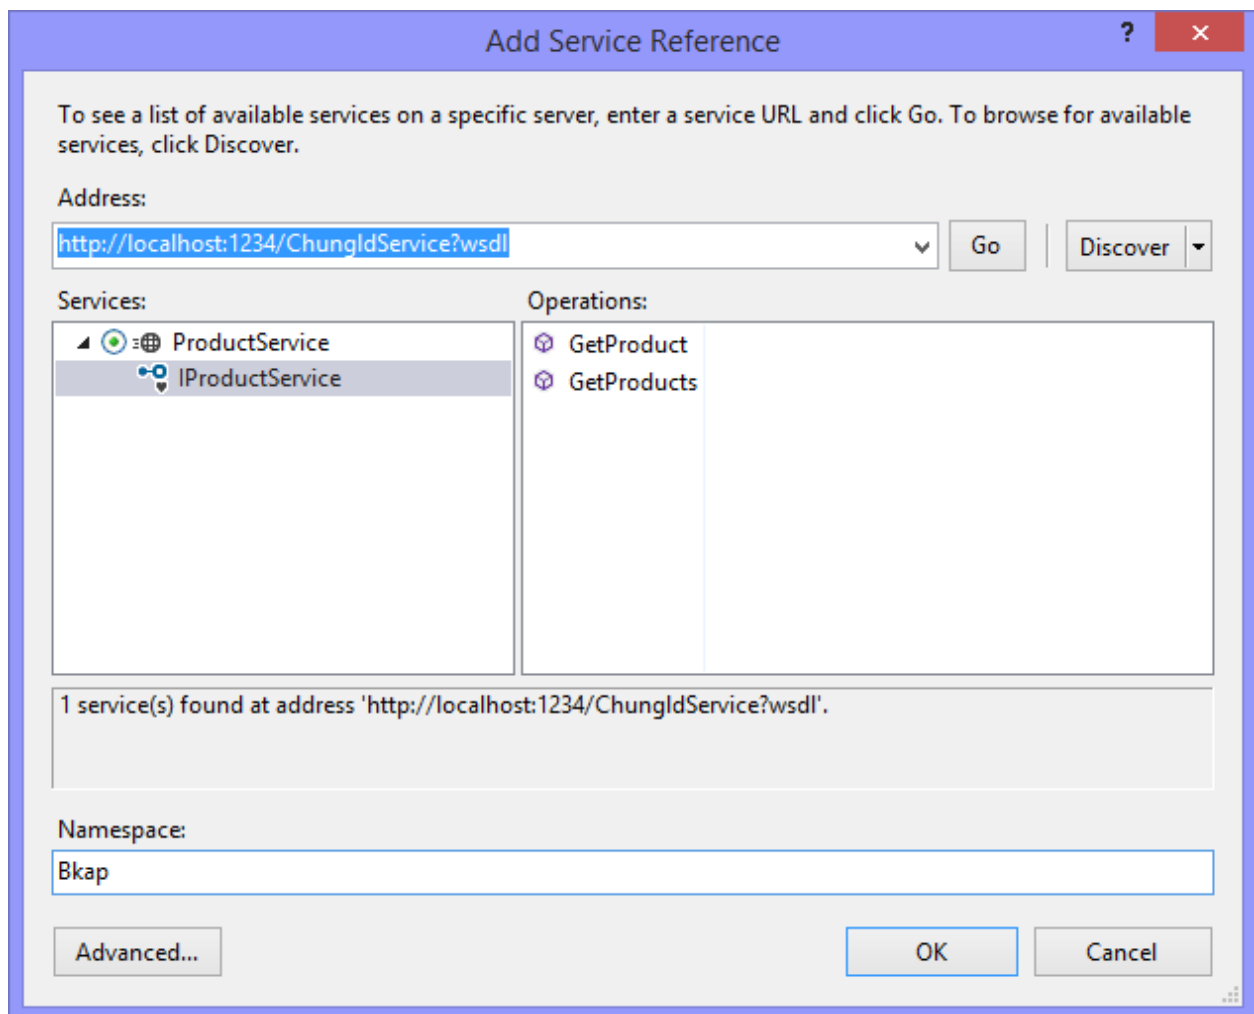 Add Service Reference
?
To see a list of available services on a specific server, enter a service URL and click Go. To browse for available
services, click Discover.
Address:
http://localhost:1234/ChungIdService?wsdl
Go
Discover
Services:
Operations:
ProductService
IProductService
GetProduct
GetProducts
1 service(s) found at address 'http://localhost:1234/ChungIdService?wsdl'.
Namespace:
Bkap
Advanced...
OK
Cancel